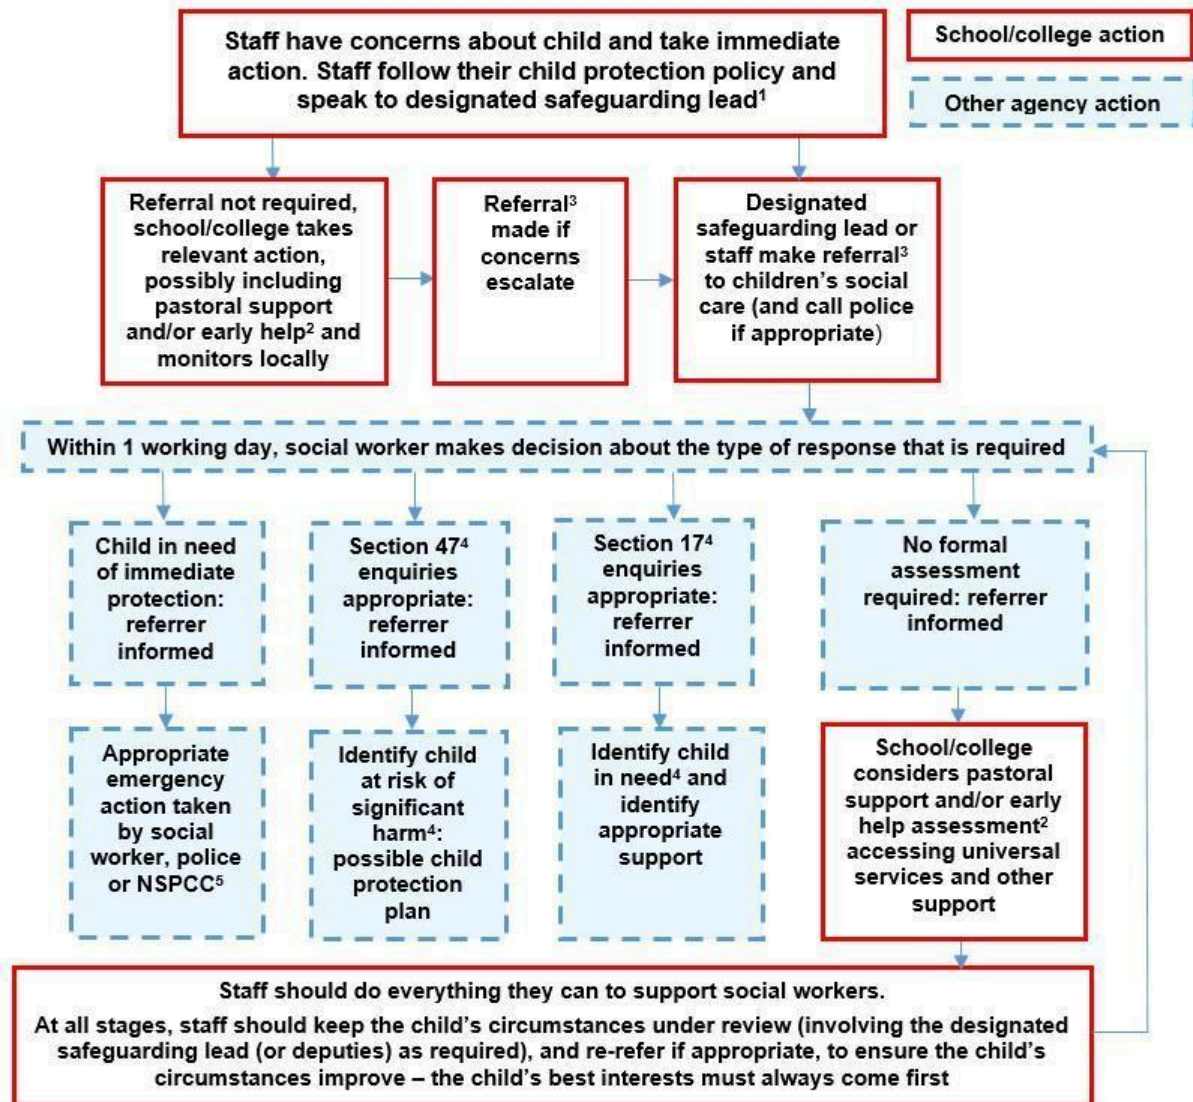 Staff have concerns about child and take immediate
action. Staff follow their child protection policy and
speak to designated safeguarding lead¹
School/college action
Other agency action
Referral not required,
school/college takes
relevant action,
possibly including
pastoral support
and/or early help² and
monitors locally
Referral³
made if
concerns
escalate
Designated
safeguarding lead or
staff make referral³
to children’s social
care (and call police
if appropriate)
Within 1 working day, social worker makes decision about the type of response that is required
Child in need
of immediate
protection:
referrer
informed
Section 47⁴
enquiries
appropriate:
referrer
informed
Section 17⁴
enquiries
appropriate:
referrer
informed
No formal
assessment
required: referrer
informed
Appropriate
emergency
action taken
by social
worker, police
or NSPCC⁵
Identify child
at risk of
significant
harm⁴:
possible child
protection
plan
Identify child
in need⁴ and
identify
appropriate
support
School/college
considers pastoral
support and/or early
help assessment²
accessing universal
services and other
support
Staff should do everything they can to support social workers.
At all stages, staff should keep the child’s circumstances under review (involving the designated
safeguarding lead (or deputies) as required), and re-refer if appropriate, to ensure the child’s
circumstances improve – the child’s best interests must always come first